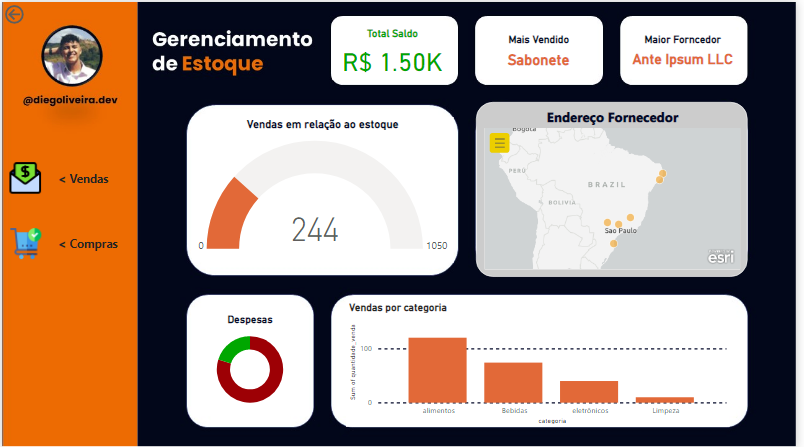 Gerenciamento
de Estoque
Total Saldo
R$ 1.50K
Mais Vendido
Sabonete
Maior Forncedor
Ante Ipsum LLC
@diegoliveira.dev
< Vendas
< Compras
Vendas em relação ao estoque
244
0
1050
Endereço Fornecedor
Bogotá
PERÚ
BRAZIL
BOLIVIA
Sao Paulo
esri
Despesas
Vendas por categoria
Sum of quantidade_venda
100
0
alimentos
Bebidas
eletrônicos
Limpeza
categoria